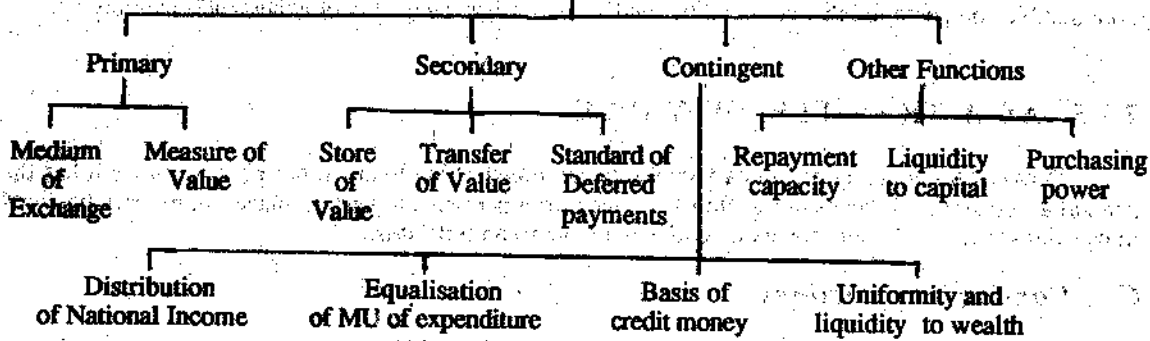 Primary
Secondary
Contingent
Other Functions
Medium
of
Exchange
Measure of
Value
Store
of
Value
Transfer
of Value
Standard of
Deferred
payments
Repayment
capacity
Liquidity
to capital
Purchasing
power
Distribution
of National Income
Equalisation
of MU of expenditure
Basis of
credit money
Uniformity and
liquidity to wealth